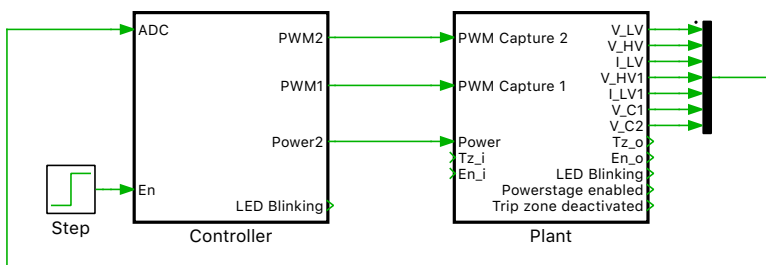 ADC
PWM2
PWM1
Power2
En
LED Blinking
Step
Controller
PWM Capture 2
PWM Capture 1
Power
Tz_i
En_i
V_LV
V_HV
I_LV
V_HV1
I_LV1
V_C1
V_C2
Tz_o
En_o
LED Blinking
Powerstage enabled
Trip zone deactivated
Plant